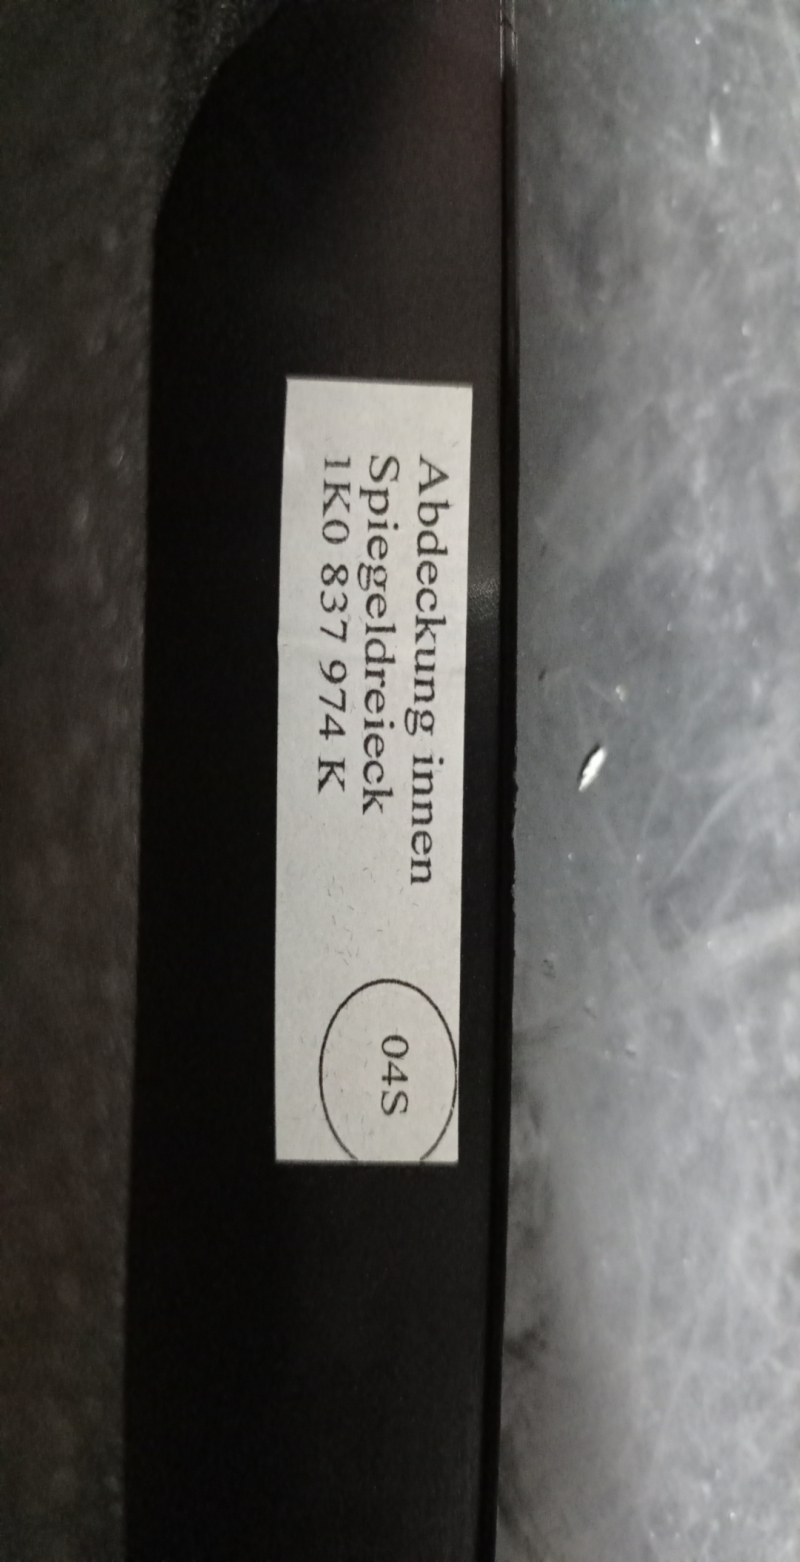 Abdeckung innen
Spiegeldreieck
1K0 837 974 K
04S